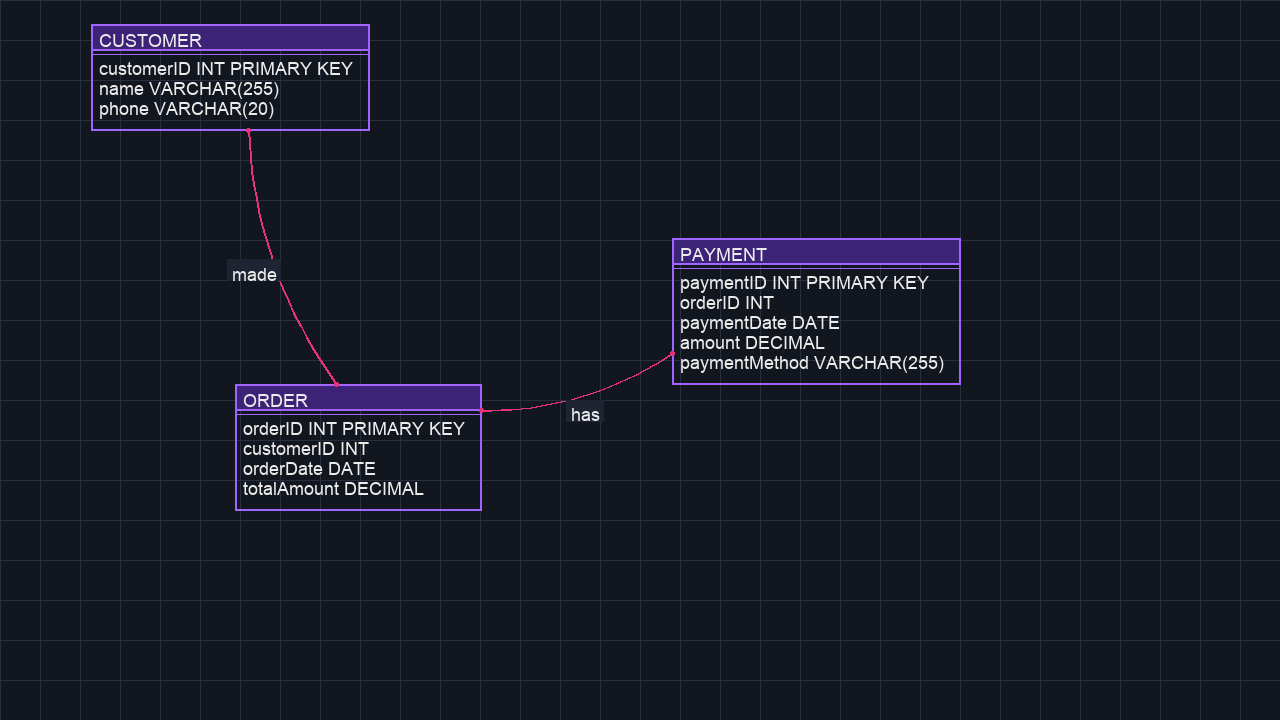 CUSTOMER
customerID INT PRIMARY KEY
name VARCHAR(255)
phone VARCHAR(20)
made
PAYMENT
paymentID INT PRIMARY KEY
orderID INT
paymentDate DATE
amount DECIMAL
paymentMethod VARCHAR(255)
ORDER
orderID INT PRIMARY KEY
customerID INT
orderDate DATE
totalAmount DECIMAL
has